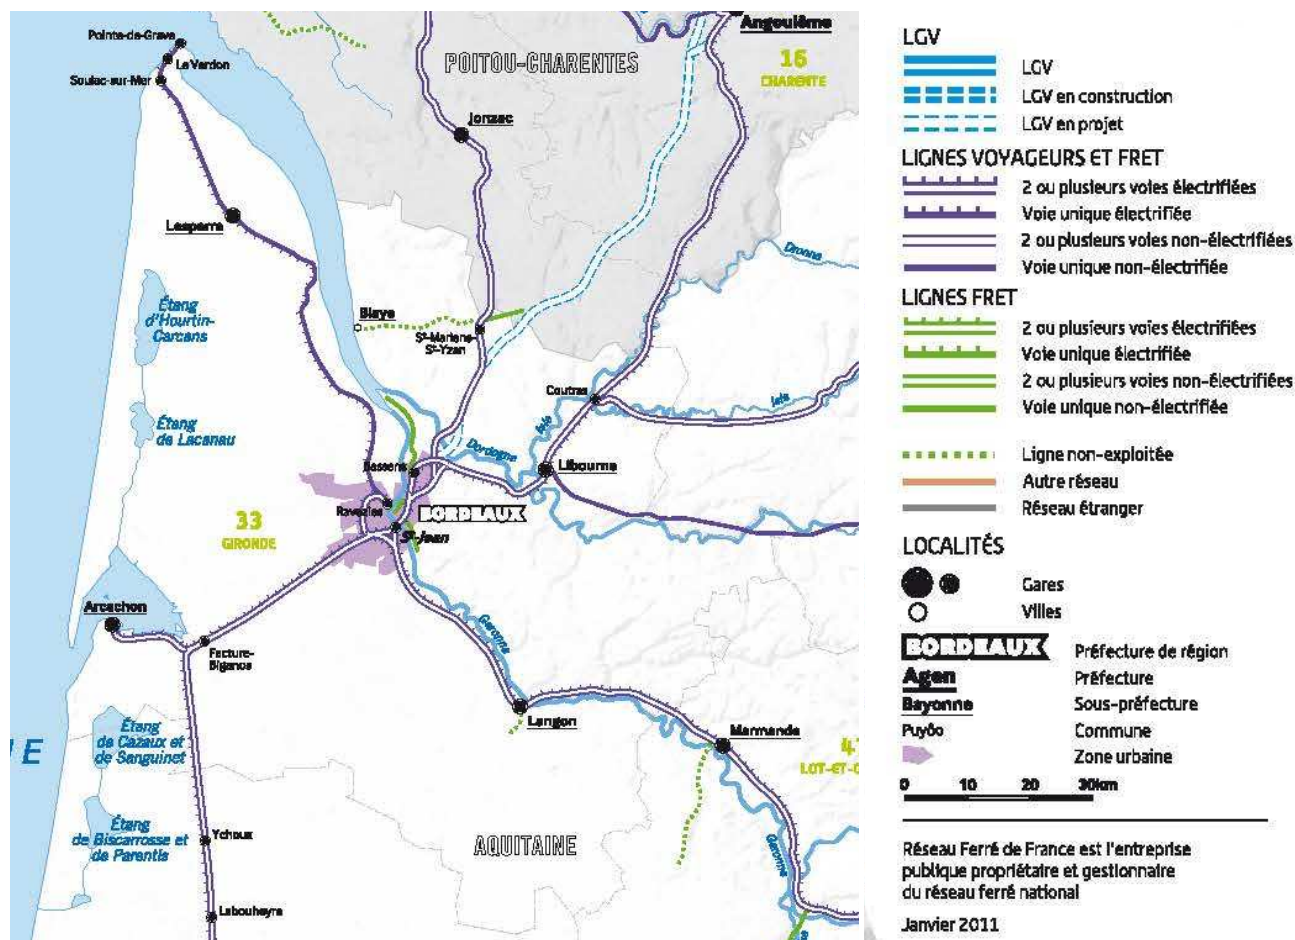 Pointe-de-Grave
Le Verdon
Soulac-sur-Mer
Angoulême
POITOU-CHARENTES
16
CHARENTE
Jonzac
Lesparre
Dronne
Étang
d'Hourtin-
Carcans
Blaye
St-Mariens-
St-Yzan
Coutras
Isle
Isle
Étang
de Lacanau
Dordogne
Bassens
Libourne
Ravezies
BORDEAUX
St-Jean
33
GIRONDE
Arcachon
Facture-
Biganos
Garonne
Langon
Marmande
Étang
de Cazaux et
de Sanguinet
E
LOT-ET-
Étang
de Biscarrosse et
de Parentis
Ychoux
AQUITAINE
Garonne
Labouheyre
LGV
LGV
LGV en construction
LGV en projet
LIGNES VOYAGEURS ET FRET
2 ou plusieurs voies électrifiées
Voie unique électrifiée
2 ou plusieurs voies non-électrifiées
Voie unique non-électrifiée
LIGNES FRET
2 ou plusieurs voies électrifiées
Voie unique électrifiée
2 ou plusieurs voies non-électrifiées
Voie unique non-électrifiée
Ligne non-exploitée
Autre réseau
Réseau étranger
LOCALITÉS
Gares
Villes
BORDEAUX Préfecture de région
Agen Préfecture
Bayonne Sous-préfecture
Puyôo Commune
Zone urbaine
0 10 20 30km
Réseau Ferré de France est l'entreprise
publique propriétaire et gestionnaire
du réseau ferré national
Janvier 2011